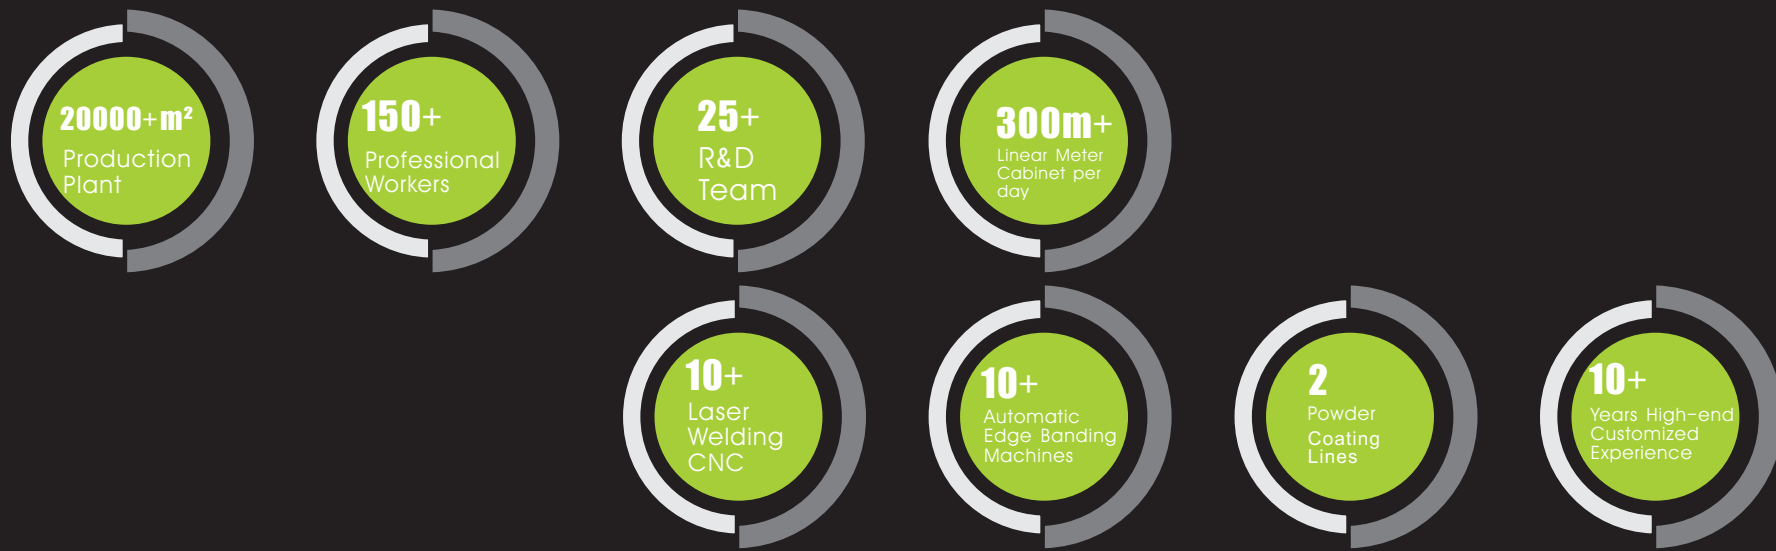 20000+m²
Production
Plant
150+
Professional
Workers
25+
R&D
Team
300m+
Linear Meter
Cabinet per
day
10+
Laser
Welding
CNC
10+
Automatic
Edge Banding
Machines
2
Powder
Coating
Lines
10+
Years High-end
Customized
Experience